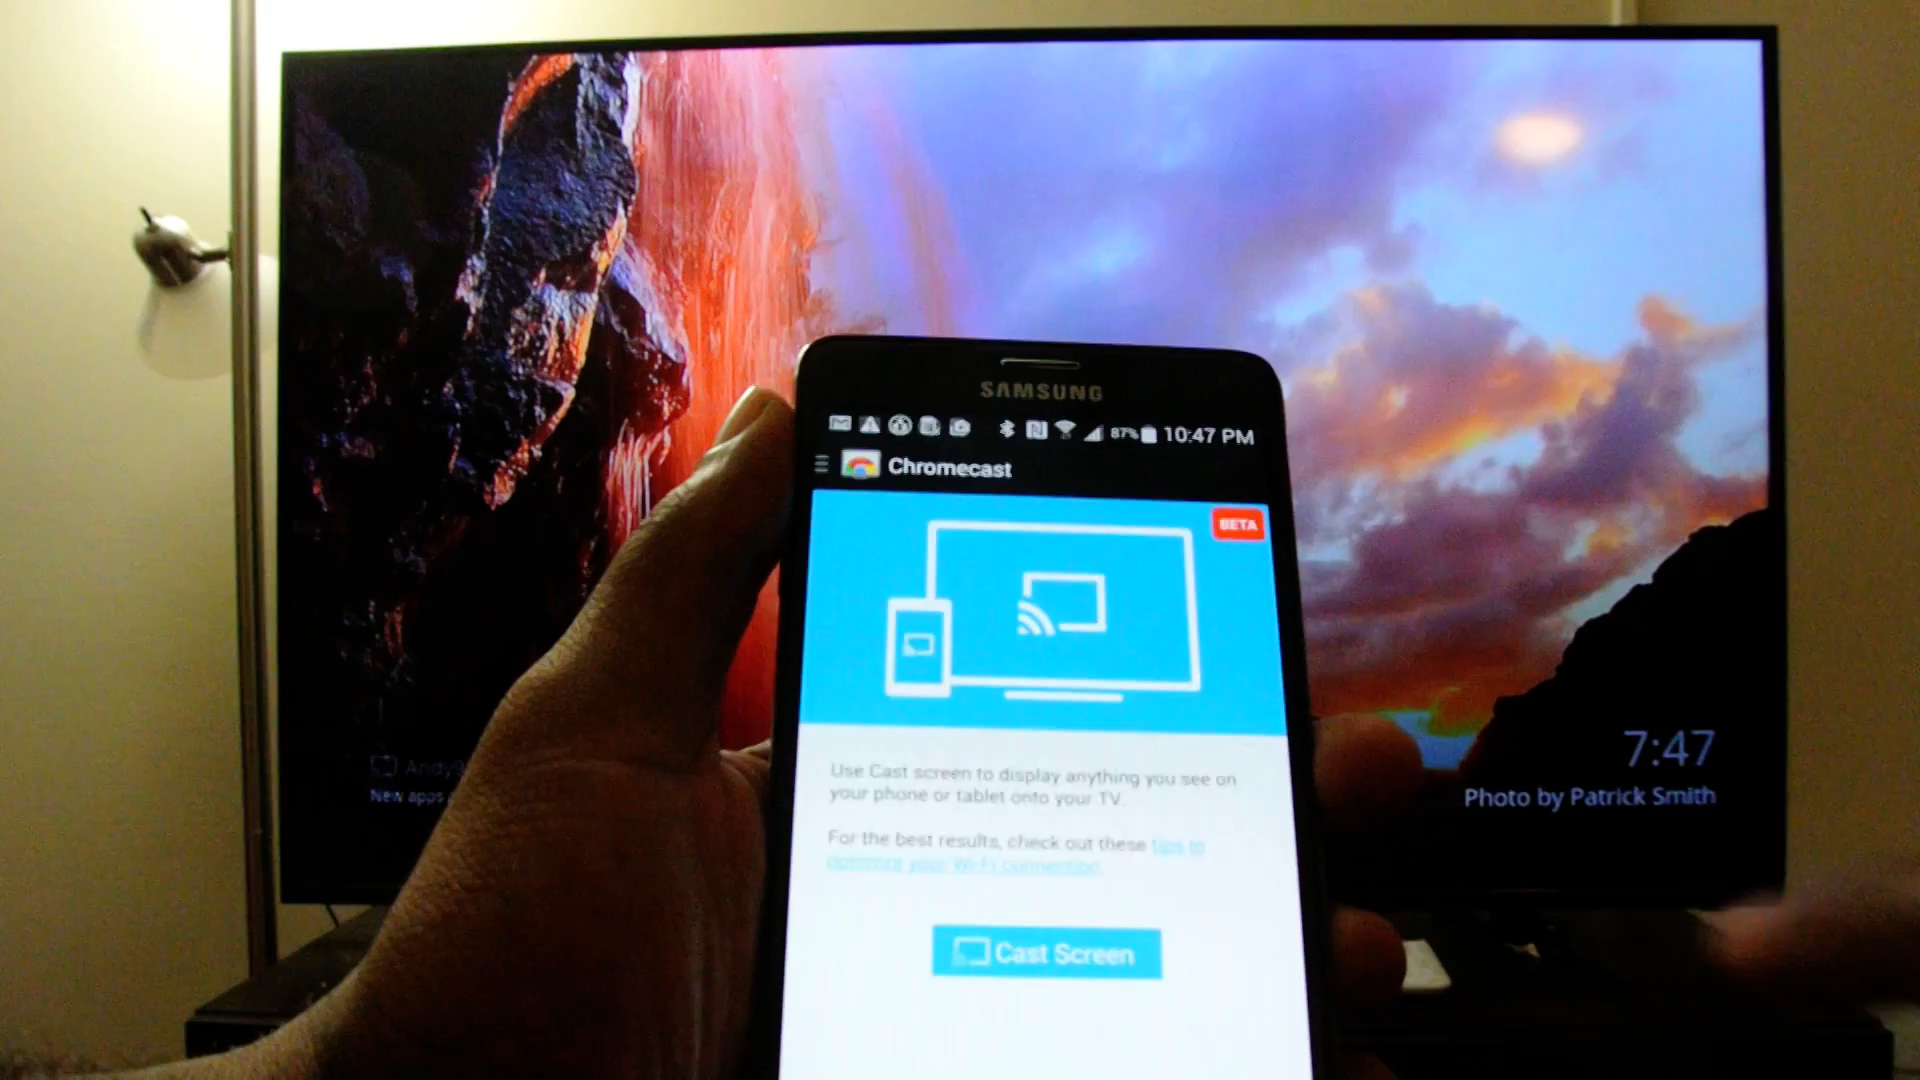 SAMSUNG
87% 10:47 PM
Chromecast
BETA
Use Cast screen to display anything you see on
your phone or tablet onto your TV.
For the best results, check out these tips to
optimize your Wi-Fi connection.
Cast Screen
New apps
7:47
Photo by Patrick Smith